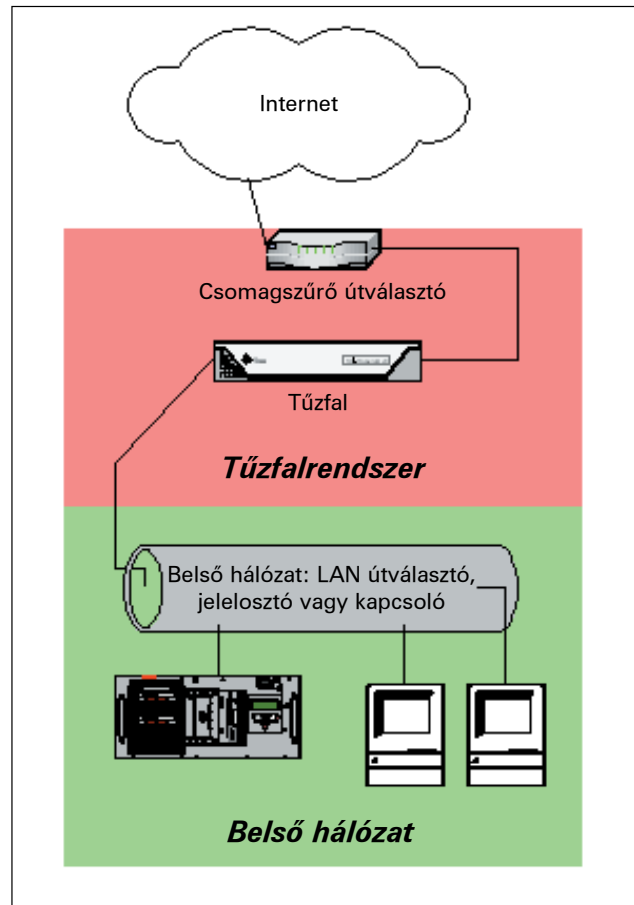 Internet
Csomagszűrő útválasztó
Tűzfal
Tűzfalrendszer
Belső hálózat: LAN útválasztó,
jelelosztó vagy kapcsoló
Belső hálózat